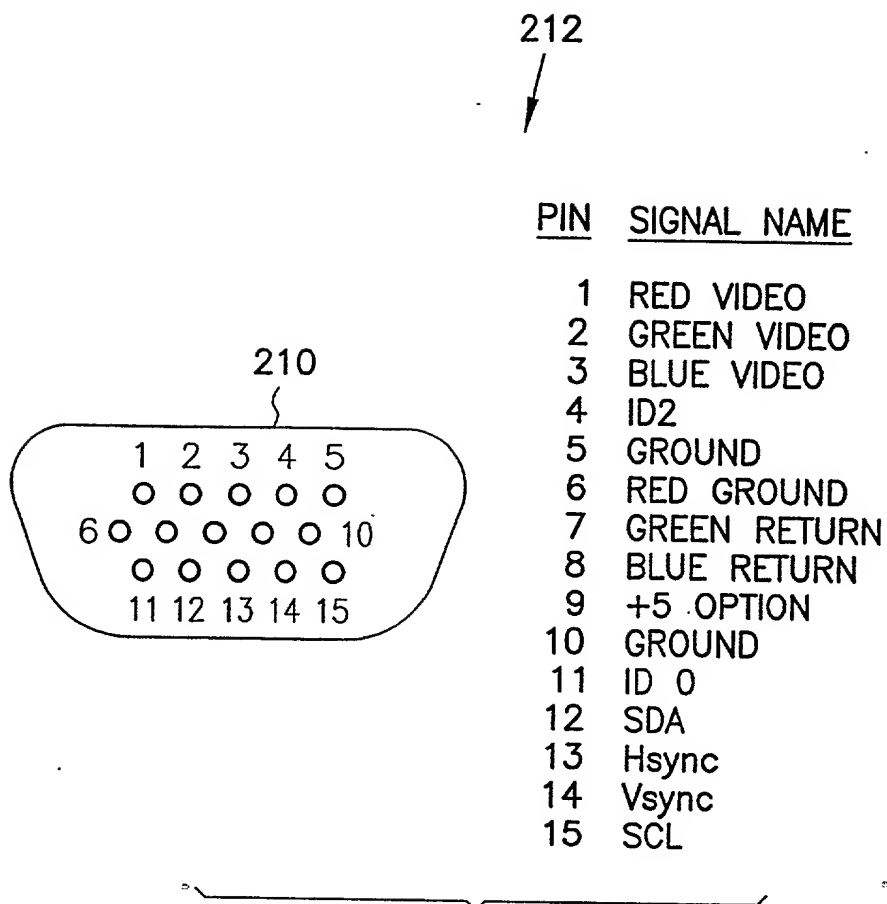 212
PIN SIGNAL NAME
1 RED VIDEO
2 GREEN VIDEO
3 BLUE VIDEO
4 ID2
5 GROUND
6 RED GROUND
7 GREEN RETURN
8 BLUE RETURN
9 +5 OPTION
10 GROUND
11 ID 0
12 SDA
13 Hsync
14 Vsync
15 SCL
210
1 2 3 4 5
6 10
11 12 13 14 15